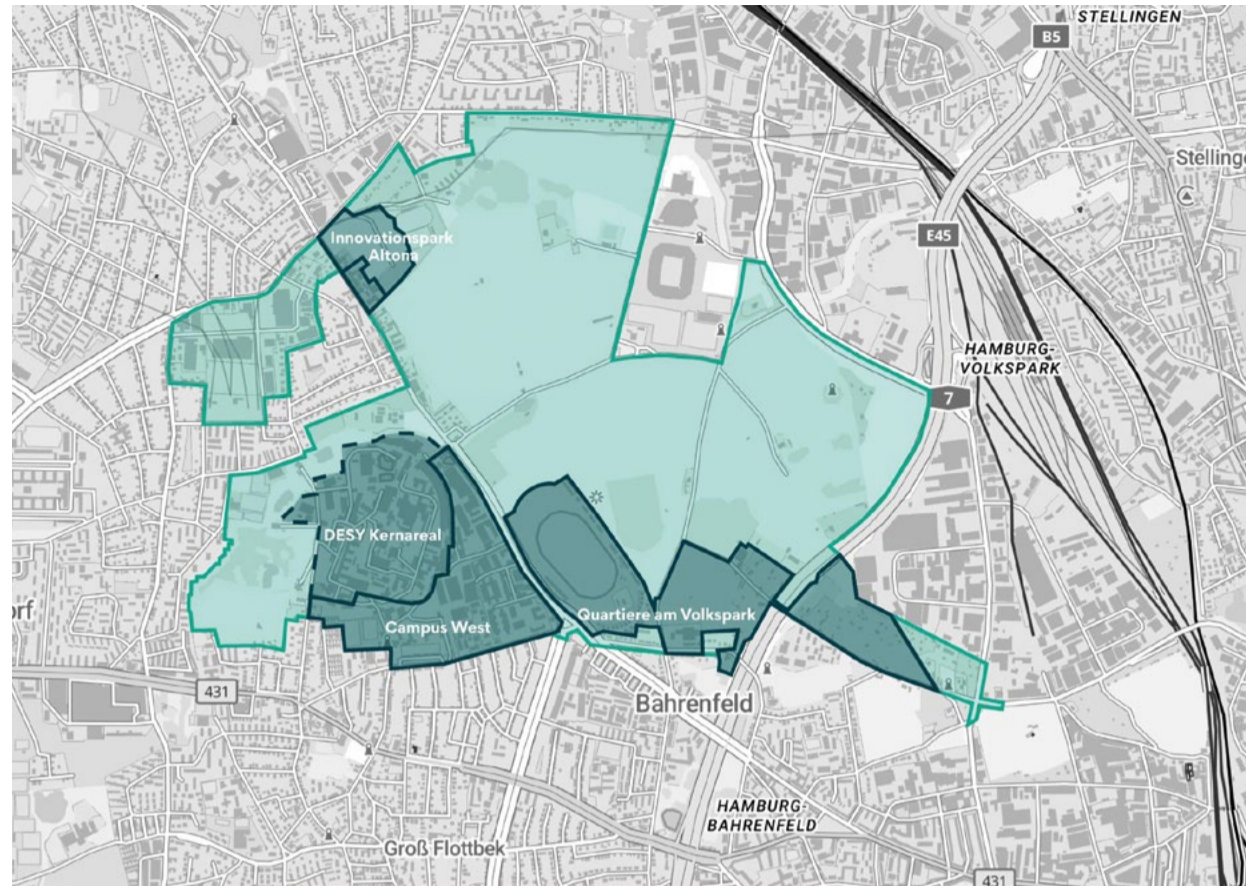 STELLINGEN
B5
Stellinge
E45
Innovationspark
Altona
HAMBURG-
VOLKSPARK
7
DESY Kernareal
orf
Campus West
Quartiere am Volkspark
431
Bahrenfeld
HAMBURG-
BAHRENFELD
Groß Flottbek
431